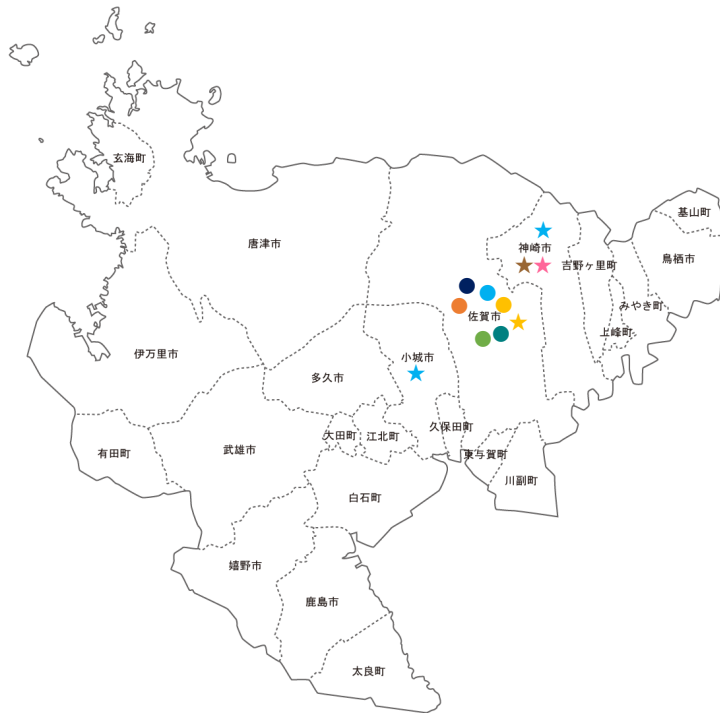 玄海町
基山町
唐津市
神崎市
鳥栖市
吉野ヶ里町
みやき町
佐賀市
上峰町
伊万里市
小城市
多久市
久保田町
大田町
江北町
有田町
武雄市
東与賀町
川副町
白石町
嬉野市
鹿島市
太良町